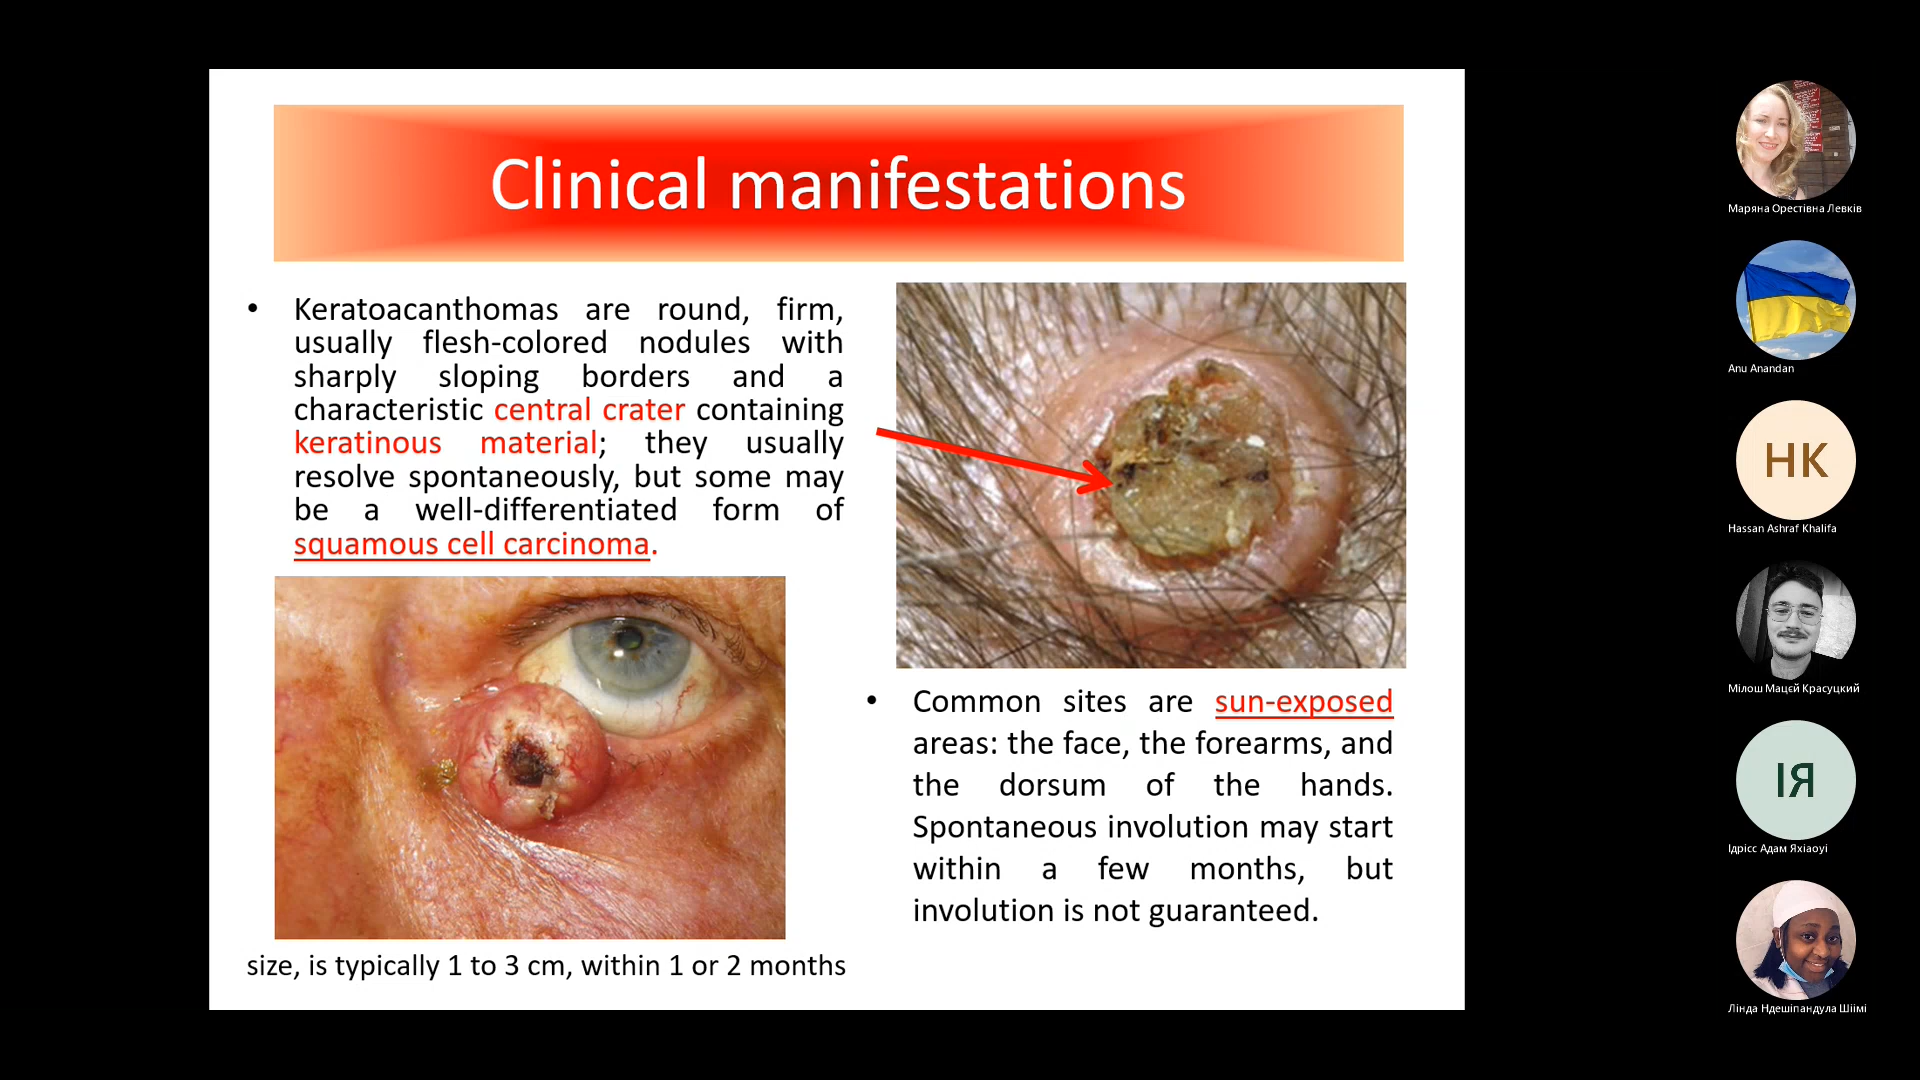 Clinical manifestations
• Keratoacanthomas are round, firm,
usually flesh-colored nodules with
sharply sloping borders and a
characteristic central crater containing
keratinous material; they usually
resolve spontaneously, but some may
be a well-differentiated form of
squamous cell carcinoma.
size, is typically 1 to 3 cm, within 1 or 2 months
• Common sites are sun-exposed
areas: the face, the forearms, and
the dorsum of the hands.
Spontaneous involution may start
within a few months, but
involution is not guaranteed.
Маряна Орестівна Левків
Anu Anandan
НК
Hassan Ashraf Khalifa
Мілош Мацєй Красуцкий
ІЯ
Ідрісс Адам Яхіаоуі
Лінда Ндешіпандула Шіімі